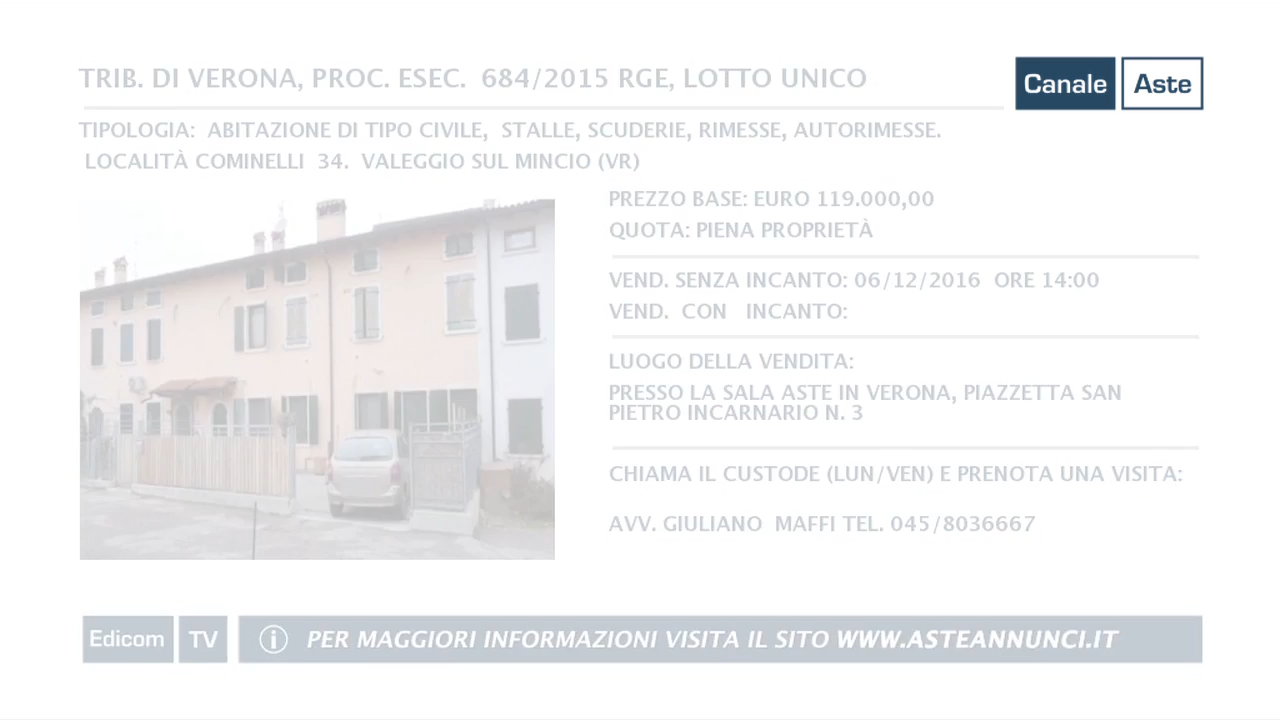 TRIB. DI VERONA, PROC. ESEC.  684/2015 RGE, LOTTO UNICO
Canale Aste
TIPOLOGIA:  ABITAZIONE DI TIPO CIVILE,  STALLE, SCUDERIE, RIMESSE, AUTORIMESSE.
LOCALITÀ COMINELLI  34.  VALEGGIO SUL MINCIO (VR)
PREZZO BASE: EURO 119.000,00
QUOTA: PIENA PROPRIETÀ
VEND. SENZA INCANTO: 06/12/2016  ORE 14:00
VEND.  CON   INCANTO:
LUOGO DELLA VENDITA:
PRESSO LA SALA ASTE IN VERONA, PIAZZETTA SAN
PIETRO INCARNARIO N. 3
CHIAMA IL CUSTODE (LUN/VEN) E PRENOTA UNA VISITA:
AVV. GIULIANO  MAFFI TEL. 045/8036667
Edicom TV
PER MAGGIORI INFORMAZIONI VISITA IL SITO WWW.ASTEANNUNCI.IT